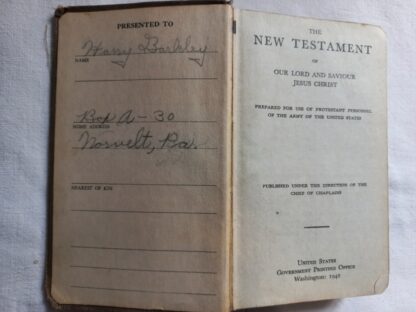 PRESENTED TO
Harry Barkley
NAME
Box A-30
HOME ADDRESS
Norvelt, Pa.
NEAREST OF KIN
THE
NEW TESTAMENT
OF
OUR LORD AND SAVIOUR
JESUS CHRIST
PREPARED FOR USE OF PROTESTANT PERSONNEL
OF THE ARMY OF THE UNITED STATES
PUBLISHED UNDER THE DIRECTION OF THE
CHIEF OF CHAPLAINS
UNITED STATES
GOVERNMENT PRINTING OFFICE
WASHINGTON: 1942